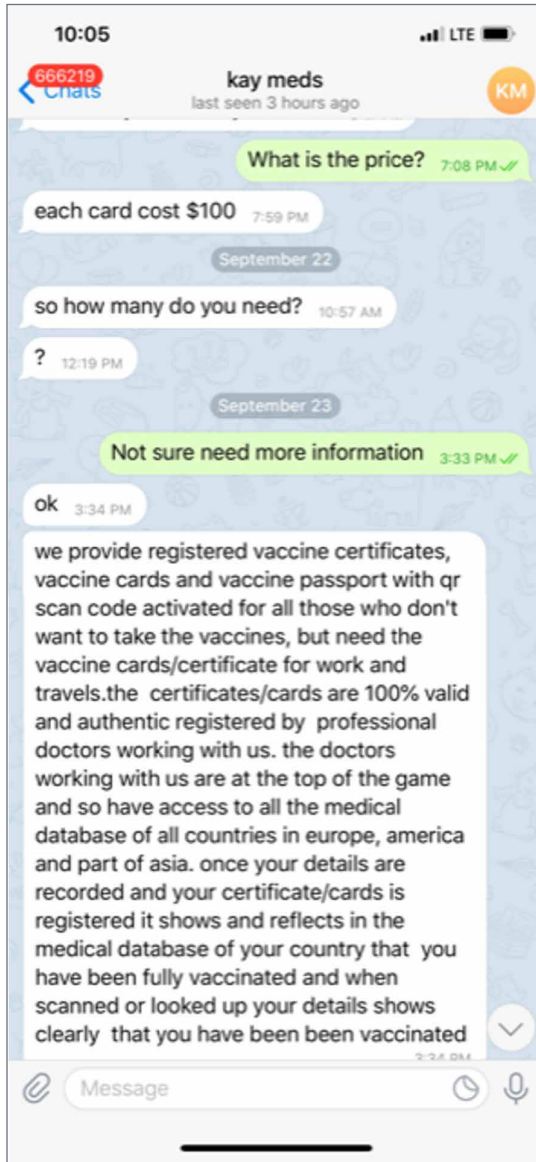 10:05
LTE
666219
Chats
kay meds
last seen 3 hours ago
KM
What is the price? 7:08 PM
each card cost $100 7:59 PM
September 22
so how many do you need? 10:57 AM
? 12:19 PM
September 23
Not sure need more information 3:33 PM
ok 3:34 PM
we provide registered vaccine certificates,
vaccine cards and vaccine passport with qr
scan code activated for all those who don't
want to take the vaccines, but need the
vaccine cards/certificate for work and
travels.the certificates/cards are 100% valid
and authentic registered by professional
doctors working with us. the doctors
working with us are at the top of the game
and so have access to all the medical
database of all countries in europe, america
and part of asia. once your details are
recorded and your certificate/cards is
registered it shows and reflects in the
medical database of your country that you
have been fully vaccinated and when
scanned or looked up your details shows
clearly that you have been been vaccinated
3:34 PM
Message